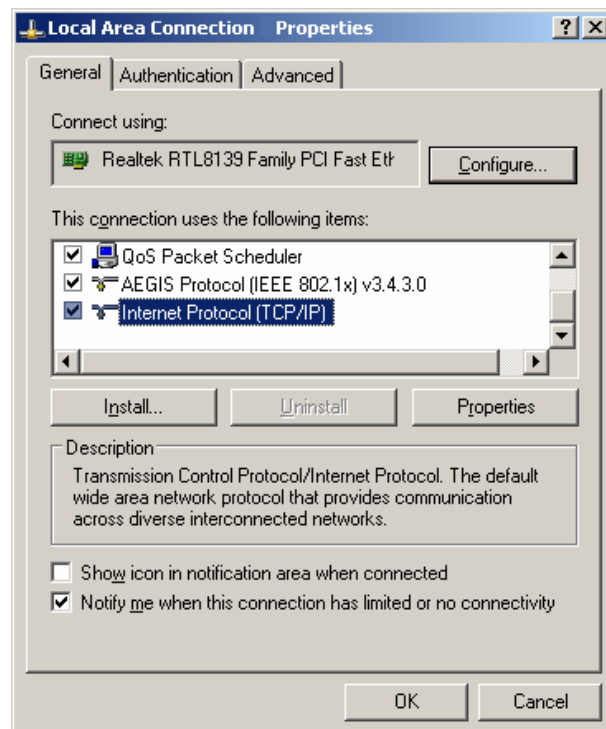 Local Area Connection Properties
General Authentication Advanced
Connect using:
Realtek RTL8139 Family PCI Fast Eth
Configure...
This connection uses the following items:
QoS Packet Scheduler
AEGIS Protocol (IEEE 802.1x) v3.4.3.0
Internet Protocol (TCP/IP)
Install... Uninstall Properties
Description
Transmission Control Protocol/Internet Protocol. The default
wide area network protocol that provides communication
across diverse interconnected networks.
Show icon in notification area when connected
Notify me when this connection has limited or no connectivity
OK Cancel